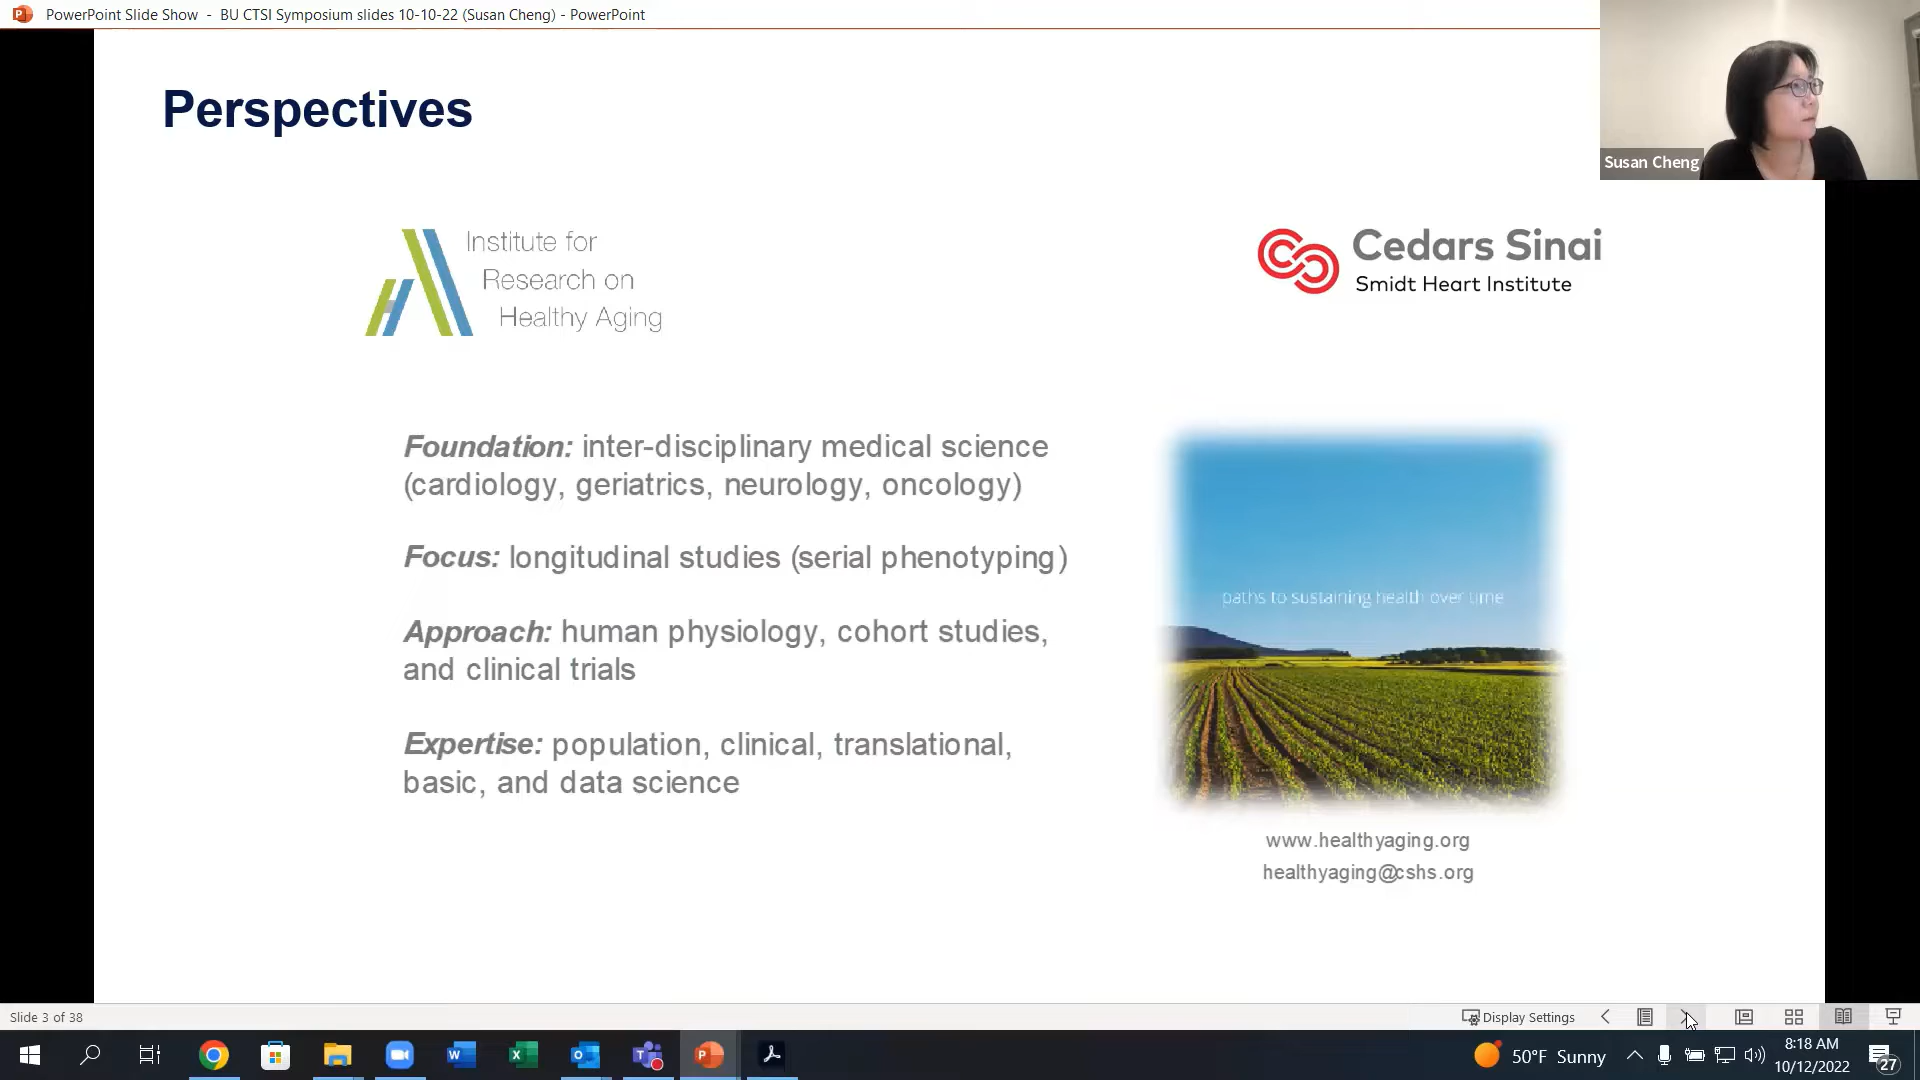 PowerPoint Slide Show - BU CTSI Symposium slides 10-10-22 (Susan Cheng) - PowerPoint
Susan Cheng
Perspectives
Institute for
Research on
Healthy Aging
Cedars Sinai
Smidt Heart Institute
Foundation: inter-disciplinary medical science
(cardiology, geriatrics, neurology, oncology)
Focus: longitudinal studies (serial phenotyping)
Approach: human physiology, cohort studies,
and clinical trials
Expertise: population, clinical, translational,
basic, and data science
paths to sustaining health over time
www.healthyaging.org
healthyaging@cshs.org
Slide 3 of 38
Display Settings
50°F Sunny
8:18 AM
10/12/2022
27